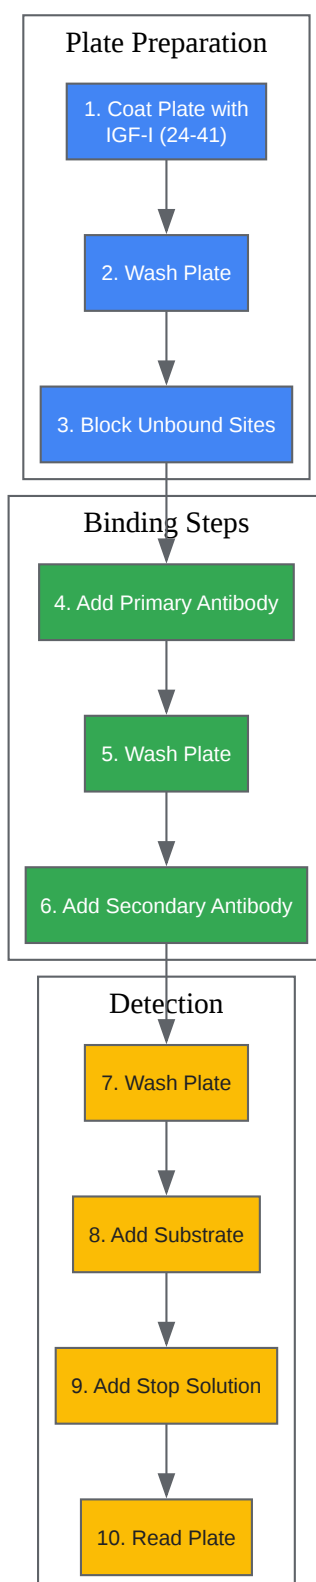 Plate Preparation
1. Coat Plate with
IGF-I (24-41)
2. Wash Plate
3. Block Unbound Sites
Binding Steps
4. Add Primary Antibody
5. Wash Plate
6. Add Secondary Antibody
Detection
7. Wash Plate
8. Add Substrate
9. Add Stop Solution
10. Read Plate